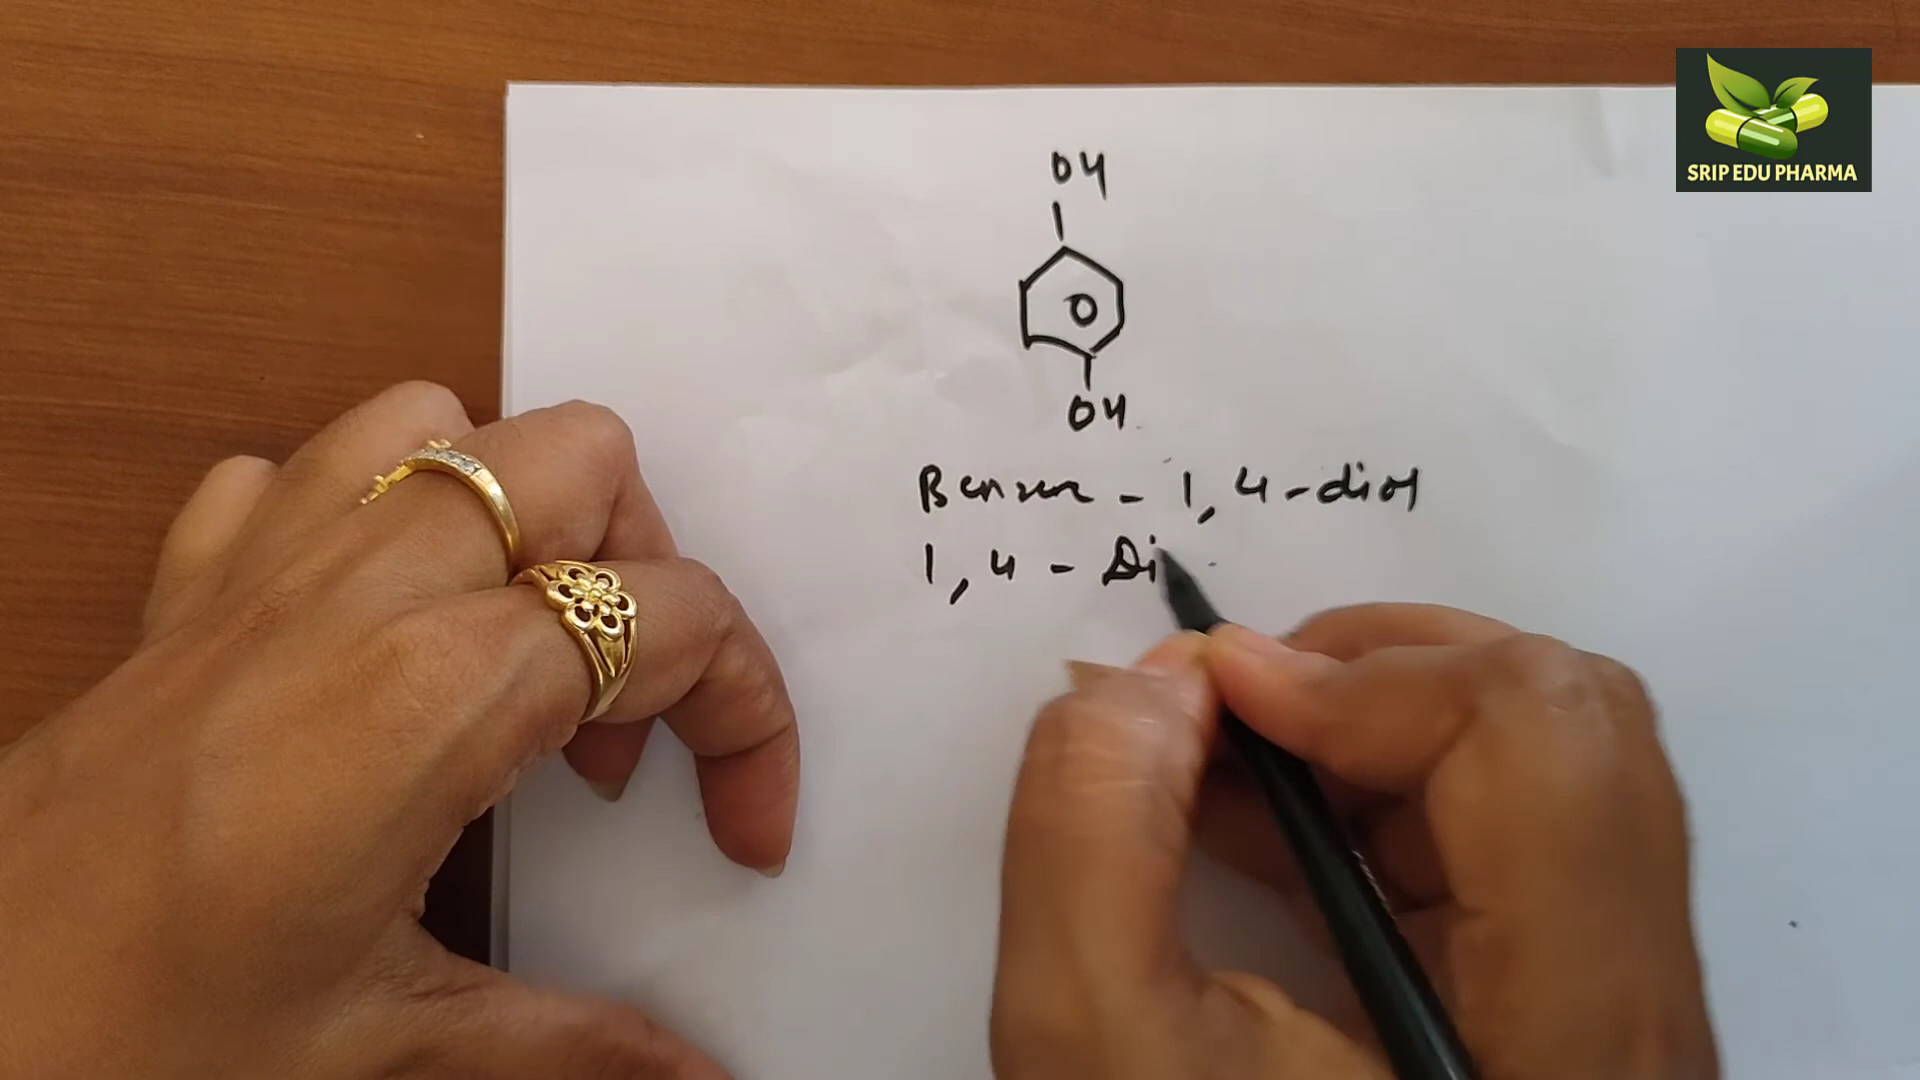 SRIP EDU PHARMA
OH
OH
Benzene - 1, 4 - diol
1, 4 - Di